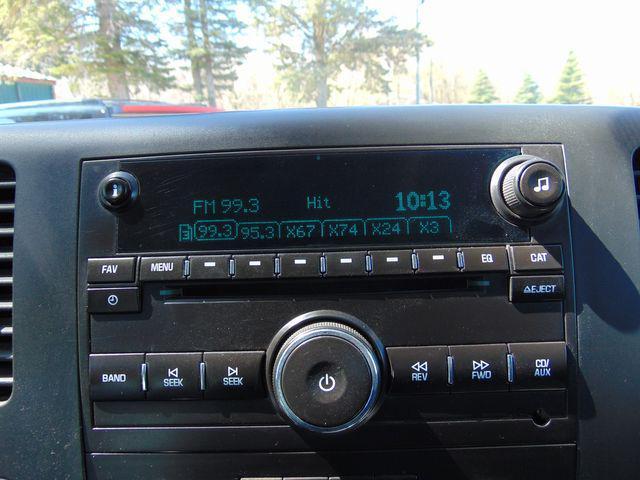 FM 99.3 Hit 10:13
3 99.3 95.3 X67 X74 X24 X3
FAV MENU EQ CAT
EJECT
BAND SEEK SEEK REV FWD CD/AUX